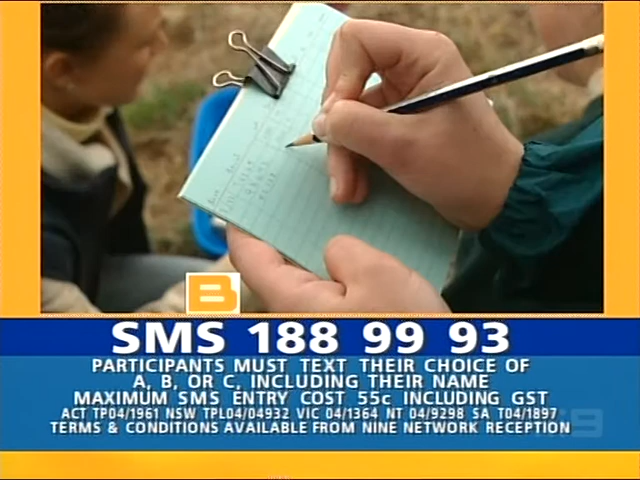 B
SMS 188 99 93
PARTICIPANTS MUST TEXT THEIR CHOICE OF
A, B, OR C, INCLUDING THEIR NAME
MAXIMUM SMS ENTRY COST 55c INCLUDING GST
ACT TP04/1961 NSW TPL04/04932 VIC 04/1364 NT 04/9298 SA T04/1897
TERMS & CONDITIONS AVAILABLE FROM NINE NETWORK RECEPTION
9